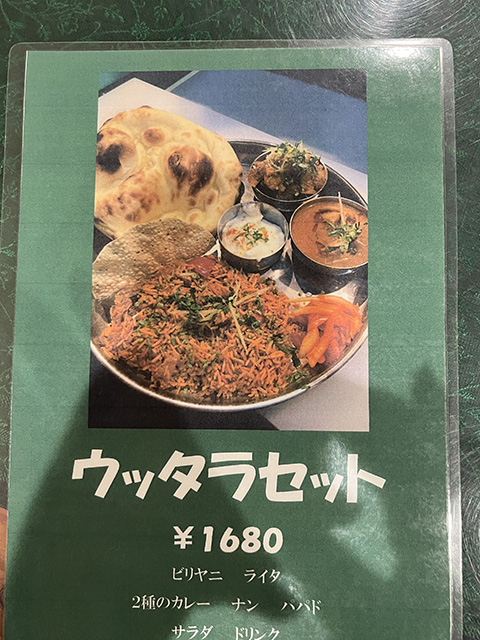 ウッタラセット
¥1680
ビリヤニ ライタ
2種のカレー ナン パパド
サラダ ドリンク